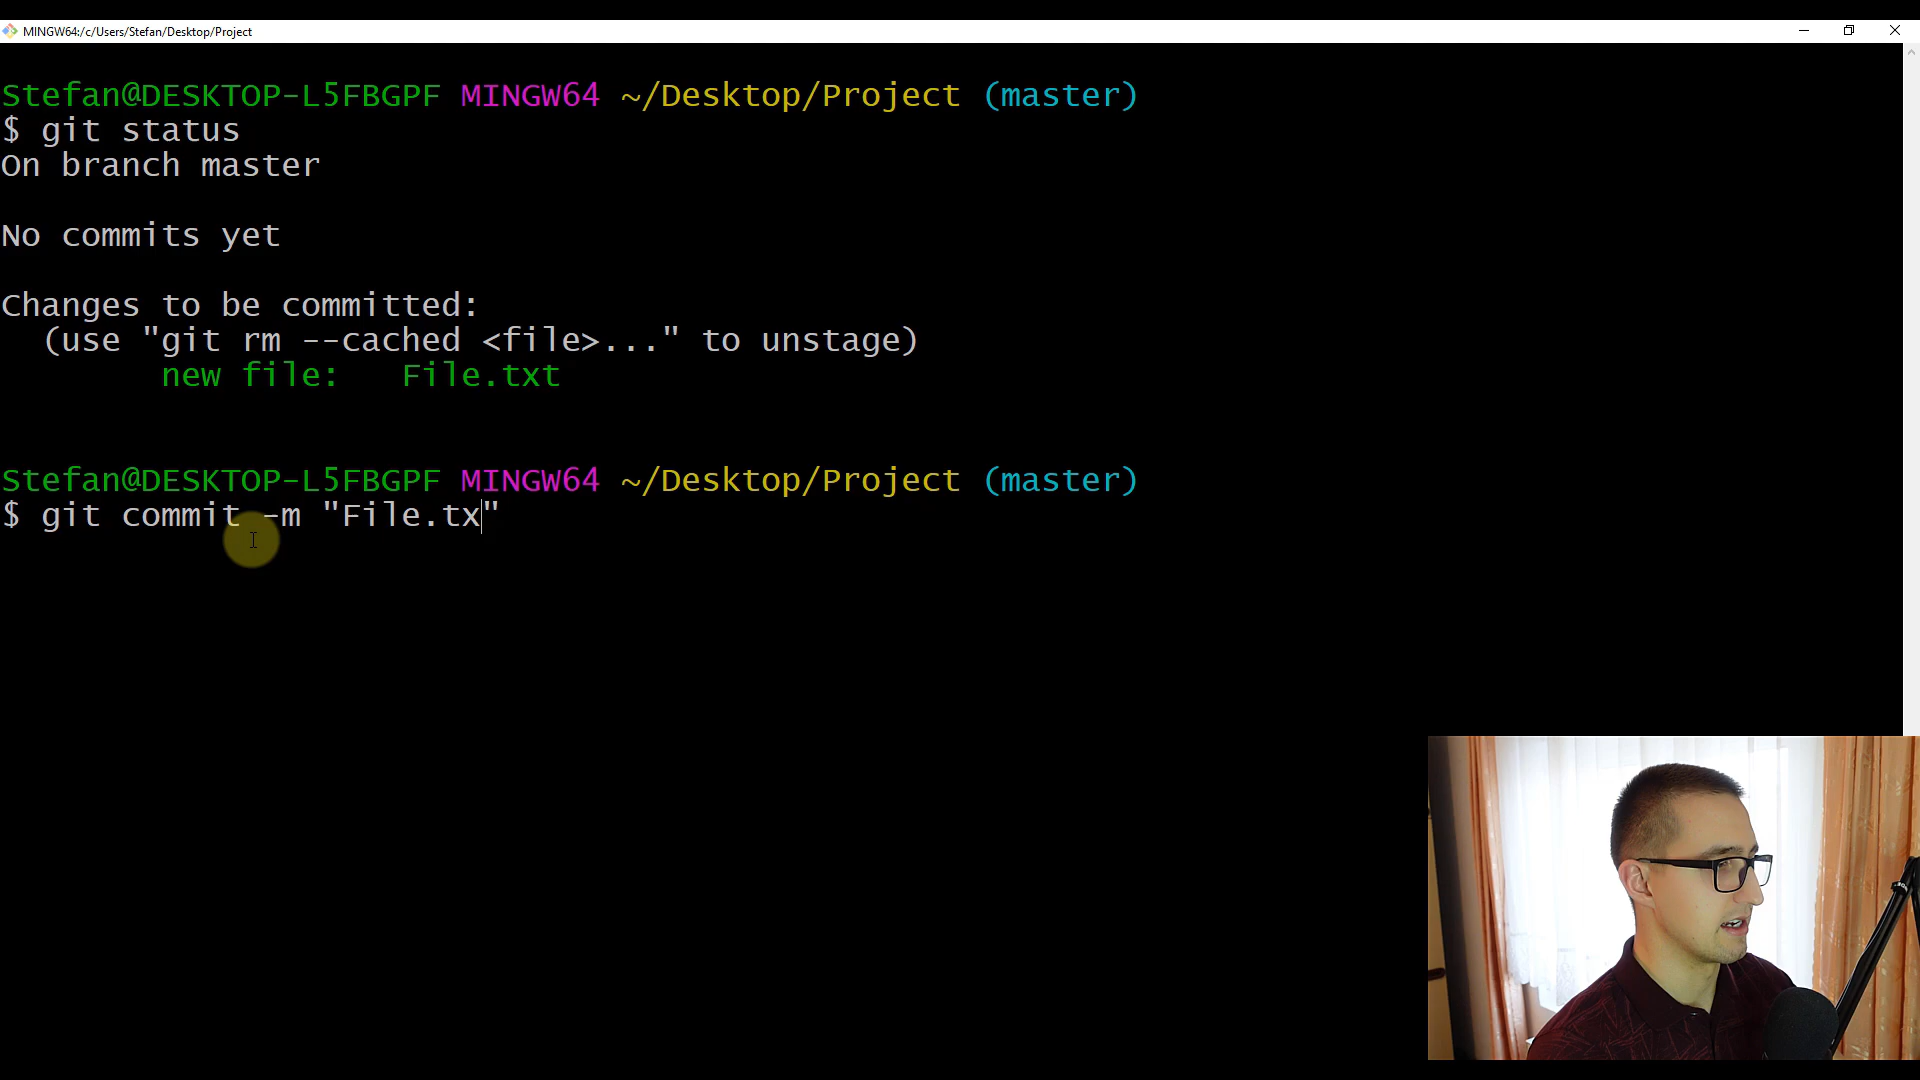 MINGW64:/c/Users/Stefan/Desktop/Project
Stefan@DESKTOP-L5FBGPF MINGW64 ~/Desktop/Project (master)
$ git status
On branch master
No commits yet
Changes to be committed:
  (use "git rm --cached <file>..." to unstage)
        new file:   File.txt
Stefan@DESKTOP-L5FBGPF MINGW64 ~/Desktop/Project (master)
$ git commit -m "File.tx"